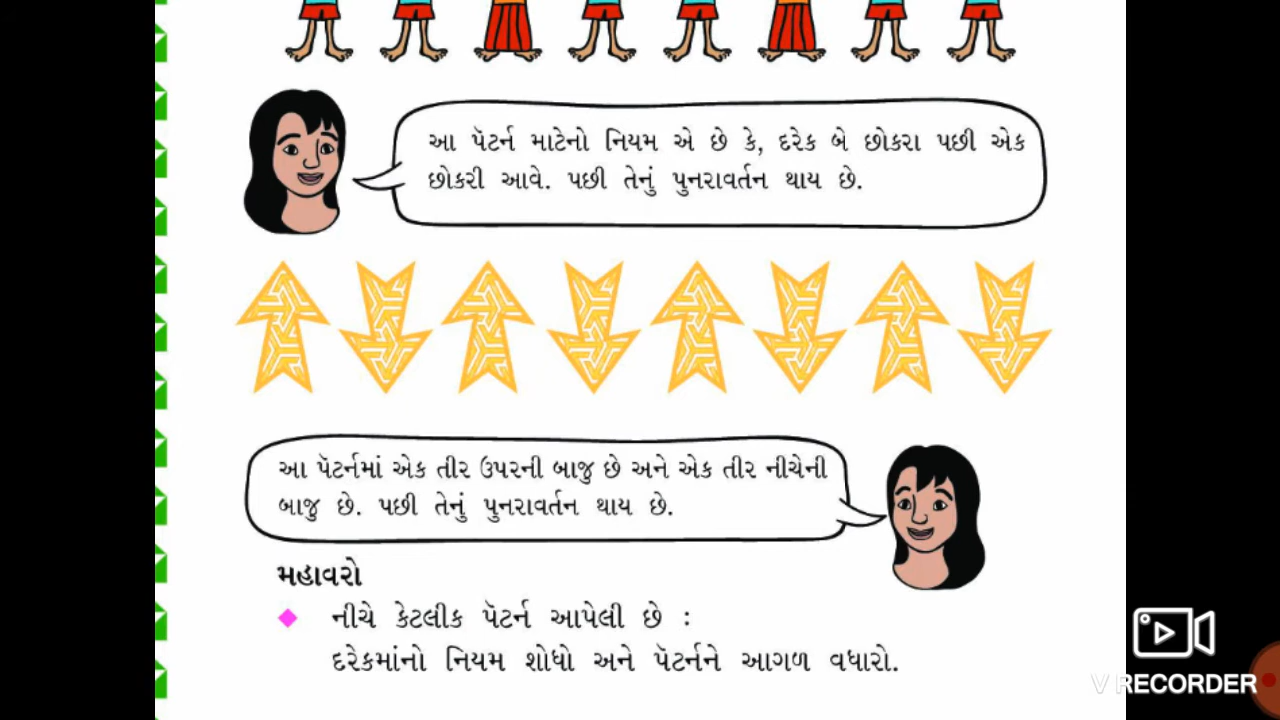 આ પૅટર્ન માટેનો નિયમ એ છે કે, દરેક બે છોકરા પછી એક
છોકરી આવે. પછી તેનું પુનરાવર્તન થાય છે.
આ પૅટર્નમાં એક તીર ઉપરની બાજુ છે અને એક તીર નીચેની
બાજુ છે. પછી તેનું પુનરાવર્તન થાય છે.
મહાવરો
નીચે કેટલીક પૅટર્ન આપેલી છે :
દરેકમાંનો નિયમ શોધો અને પૅટર્નને આગળ વધારો.
V RECORDER